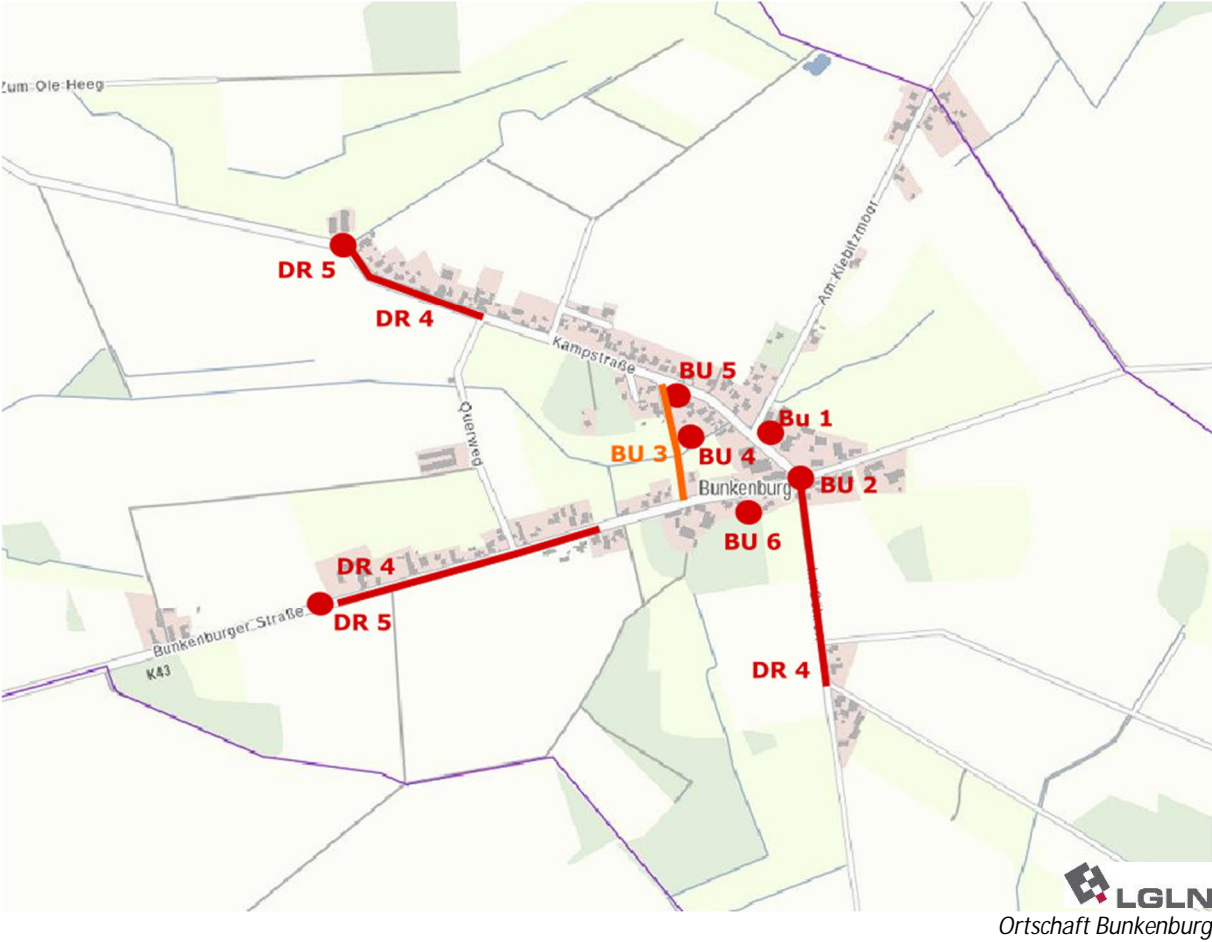 Zum Ole Heeg
DR 5
DR 4
Kampstraße
Am Kiebitzmoor
BU 5
Bu 1
Querweg
BU 3
BU 4
Bunkenburg
BU 2
BU 6
DR 4
DR 5
Bunkenburger Straße
K43
DR 4
LGLN
Ortschaft Bunkenburg